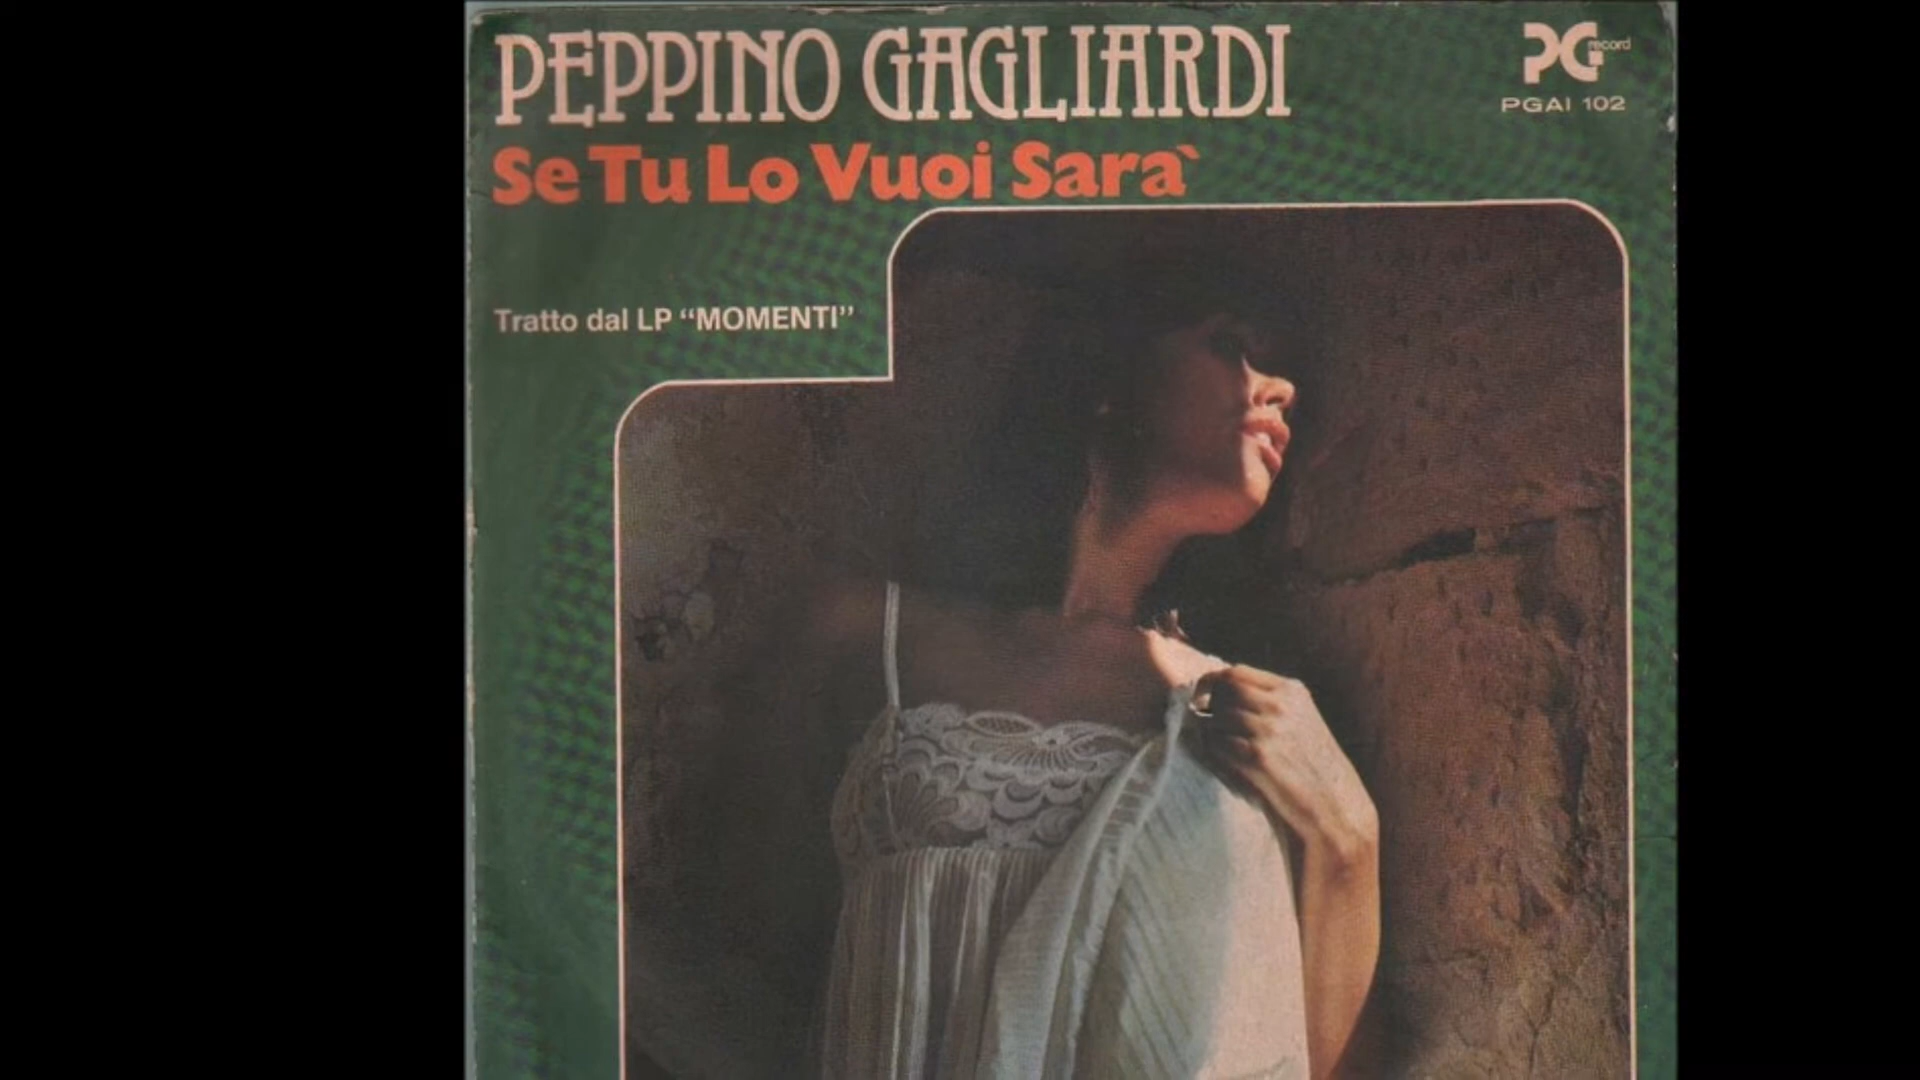 PEPPINO GAGLIARDI
PG record
PGAI 102
Se Tu Lo Vuoi Sara`
Tratto dal LP “MOMENTI”